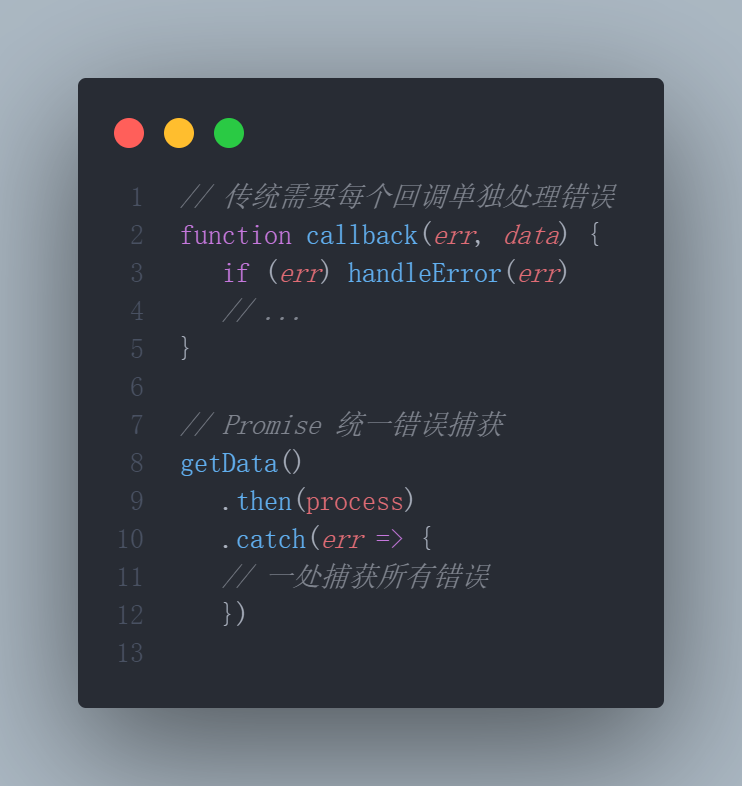 1 // 传统需要每个回调单独处理错误
2 function callback(err, data) {
3    if (err) handleError(err)
4    // ...
5 }
6
7 // Promise 统一错误捕获
8 getData()
9    .then(process)
10    .catch(err => {
11    // 一处捕获所有错误
12    })
13